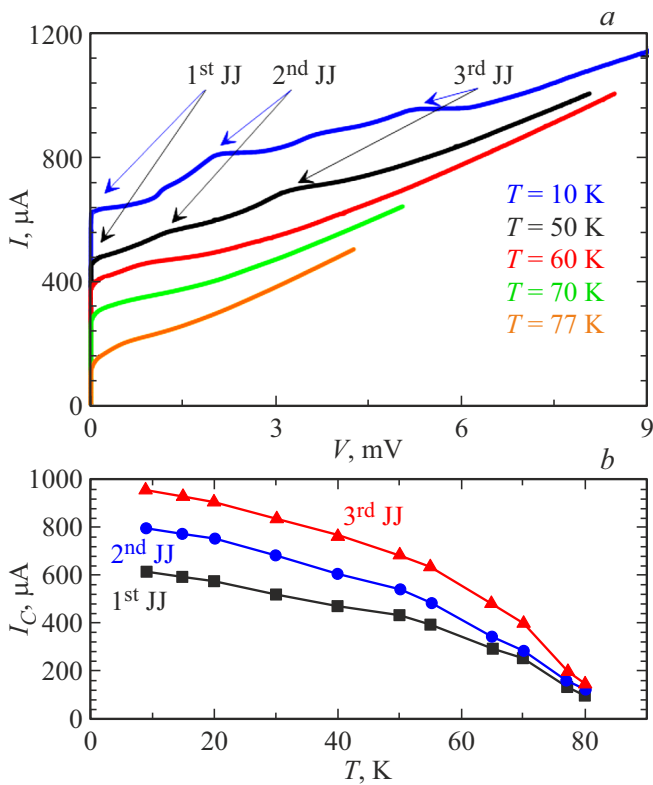 a
1200
1st JJ
2nd JJ
3rd JJ
800
I, μA
T = 10 K
T = 50 K
400
T = 60 K
T = 70 K
T = 77 K
0
0 3 6 9
V, mV
b
1000
800
3rd JJ
2nd JJ
600
1st JJ
IC, μA
400
200
0
0 20 40 60 80
T, K